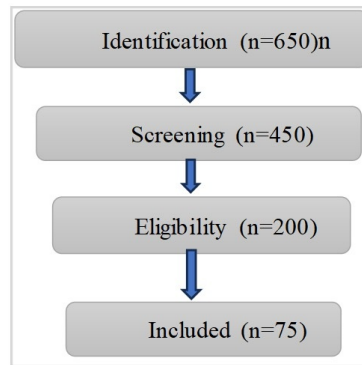 Identification (n=650)n
Screening (n=450)
Eligibility (n=200)
Included (n=75)